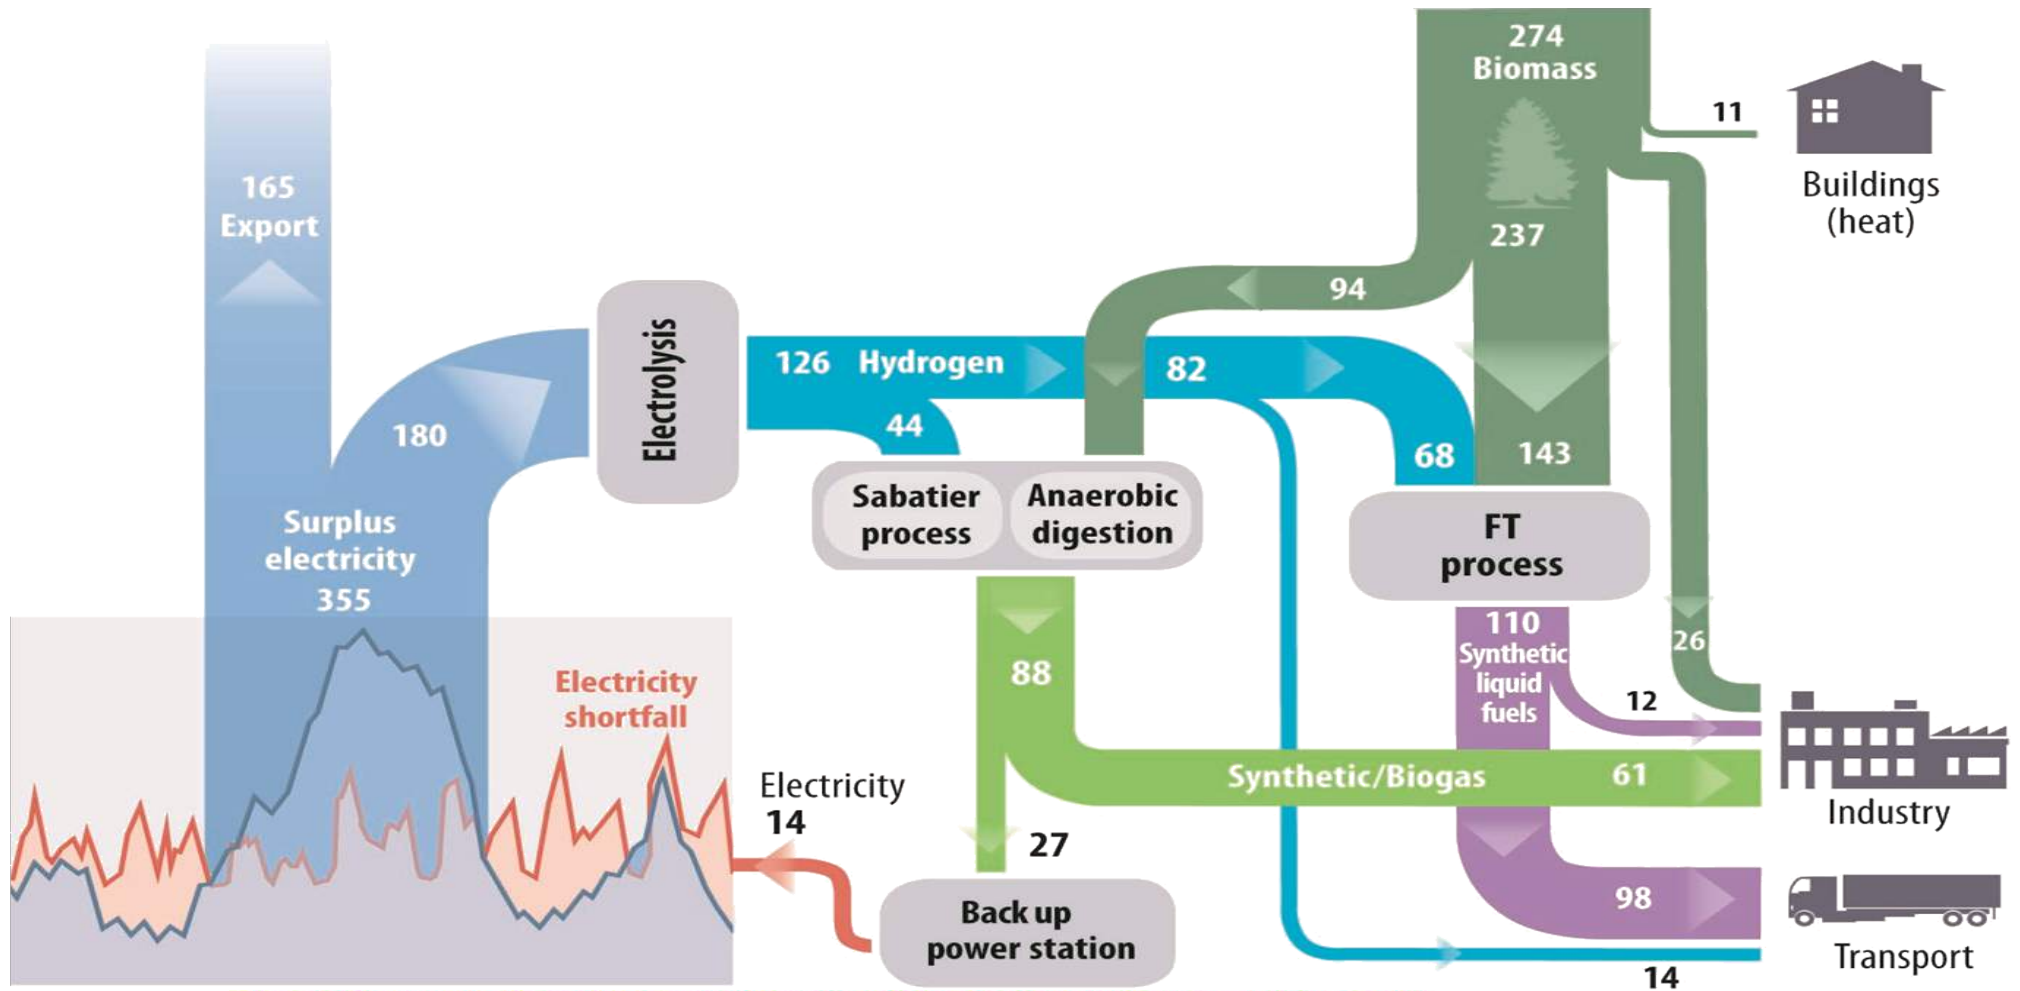 274
Biomass
11
Buildings
(heat)
165
Export
237
94
Electrolysis
126 Hydrogen
82
180
44
68
143
Sabatier
process
Anaerobic
digestion
FT
process
Surplus
electricity
355
110
Synthetic
liquid
fuels
26
12
88
Electricity
shortfall
Synthetic/Biogas 61
Industry
Electricity
14
27
98
Back up
power station
Transport
14